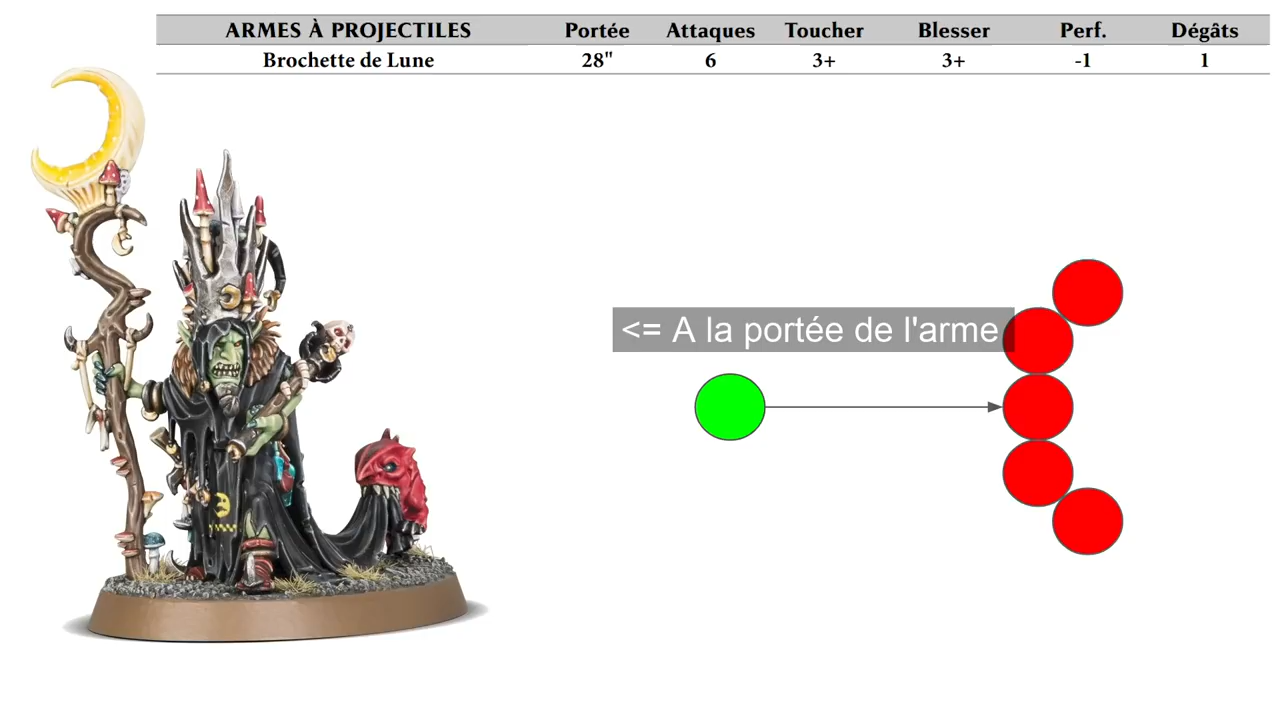 ARMES À PROJECTILES Portée Attaques Toucher Blesser Perf. Dégâts
Brochette de Lune 28" 6 3+ 3+ -1 1
<= A la portée de l'arme